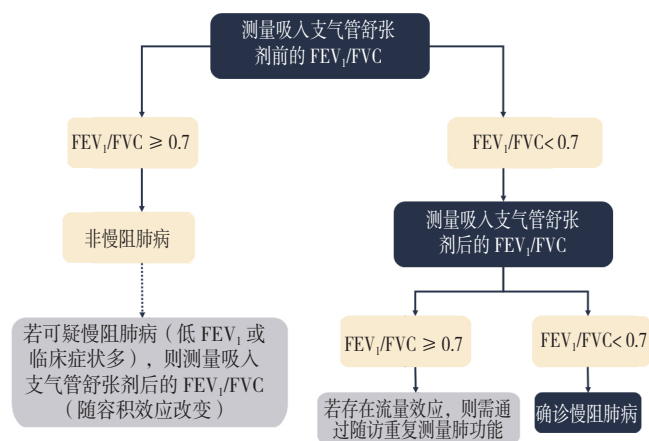 测量吸入支气管舒张
剂前的 FEV₁/FVC
FEV₁/FVC ≥ 0.7
FEV₁/FVC< 0.7
非慢阻肺病
测量吸入支气管舒张
剂后的 FEV₁/FVC
若可疑慢阻肺病（低 FEV₁ 或
临床症状多），则测量吸入
支气管舒张剂后的 FEV₁/FVC
（随容积效应改变）
FEV₁/FVC ≥ 0.7
FEV₁/FVC<0.7
若存在流量效应，则需通
过随访重复测量肺功能
确诊慢阻肺病